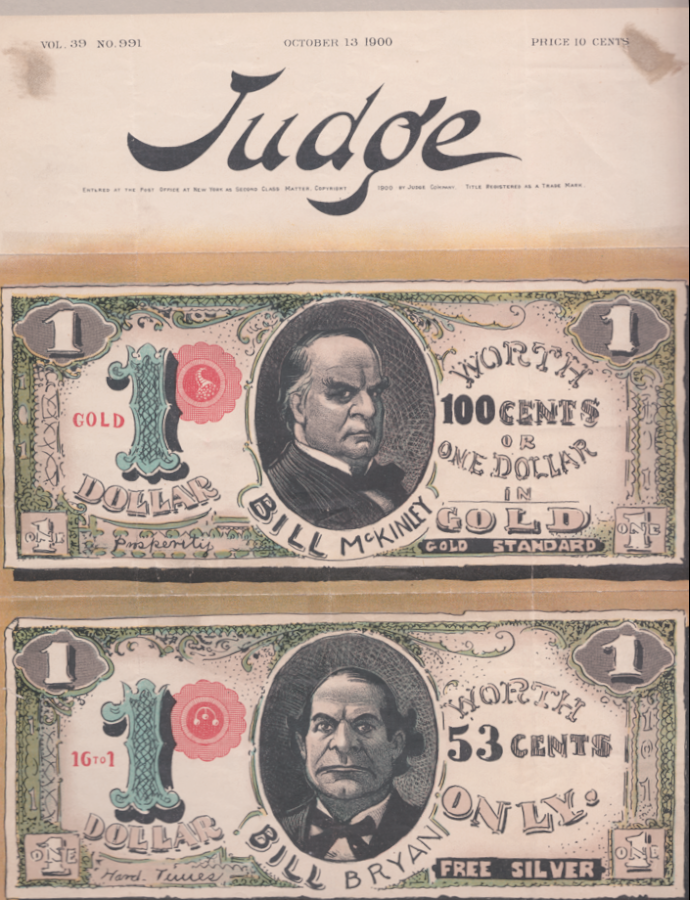 VOL. 39 NO. 991 OCTOBER 13 1900 PRICE 10 CENTS
Judge
ENTERED AT THE POST OFFICE AT NEW YORK AS SECOND CLASS MATTER. COPYRIGHT 1900 BY JUDGE COMPANY. TITLE REGISTERED AS A TRADE MARK.
1 1
GOLD 1
DOLLAR
BILL McKINLEY
WORTH
100 CENTS
OR
ONE DOLLAR
IN
GOLD
GOLD STANDARD
ONE 1 Prosperity ONE 1
1 1
16 TO 1 1
DOLLAR
BILL BRYAN
WORTH
53 CENTS
ONLY:
FREE SILVER
ONE 1 Hard Times ONE 1